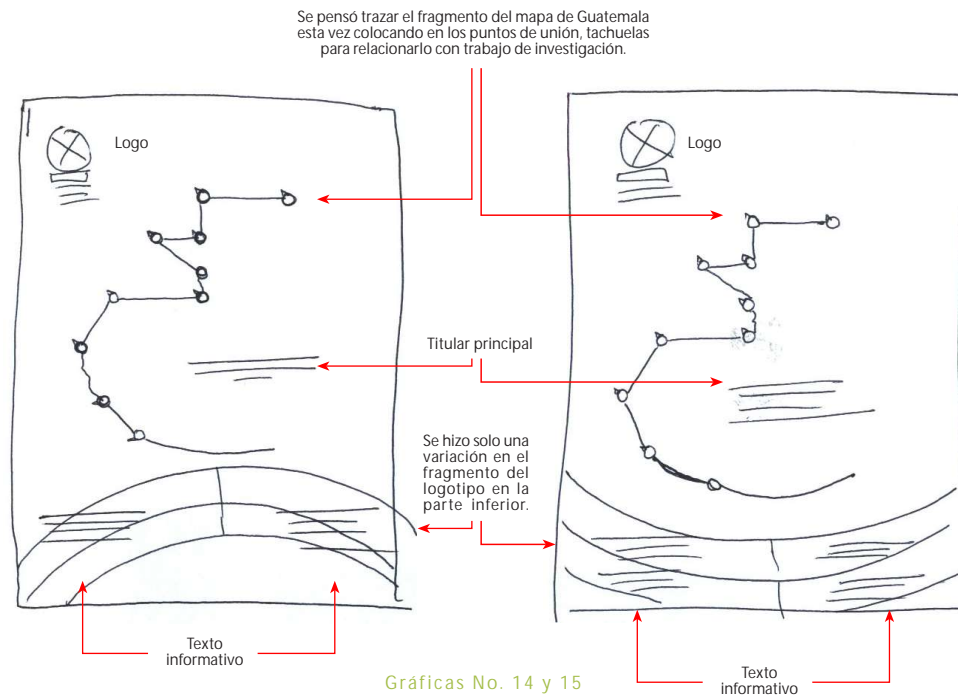 Se pensó trazar el fragmento del mapa de Guatemala
esta vez colocando en los puntos de unión, tachuelas
para relacionarlo con trabajo de investigación.
Logo
Logo
Titular principal
Se hizo solo una
variación en el
fragmento del
logotipo en la
parte inferior.
Texto
informativo
Texto
informativo
Gráficas No. 14 y 15